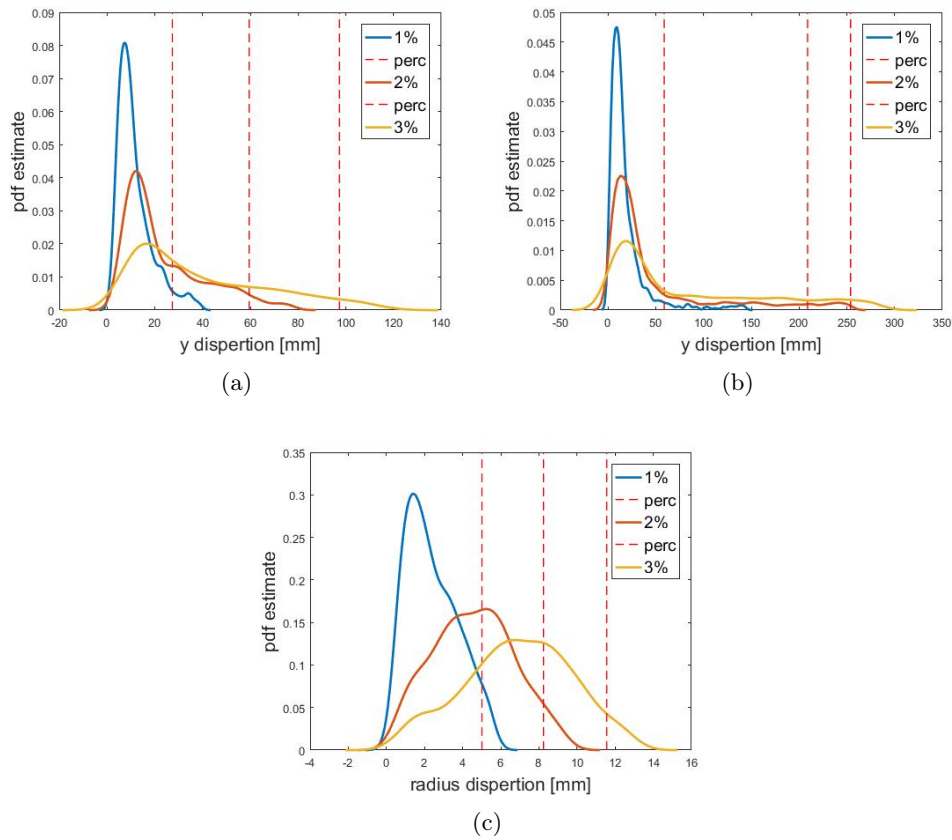 0.09
0.08
0.07
0.06
0.05
0.04
0.03
0.02
0.01
0
pdf estimate
-20 0 20 40 60 80 100 120 140
y dispertion [mm]
1%
perc
2%
perc
3%
(a)
0.05
0.045
0.04
0.035
0.03
0.025
0.02
0.015
0.01
0.005
0
pdf estimate
-50 0 50 100 150 200 250 300 350
y dispertion [mm]
1%
perc
2%
perc
3%
(b)
0.35
0.3
0.25
0.2
0.15
0.1
0.05
0
pdf estimate
-4 -2 0 2 4 6 8 10 12 14 16
radius dispertion [mm]
1%
perc
2%
perc
3%
(c)